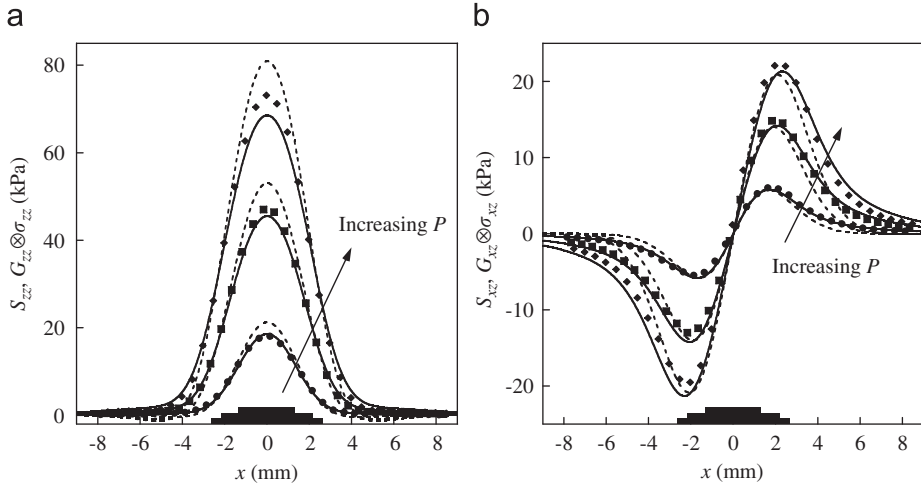 a
80
60
40
20
0
S_zz, G_zz⊗σ_zz (kPa)
Increasing P
-8 -6 -4 -2 0 2 4 6 8
x (mm)
b
20
10
0
-10
-20
S_xz, G_xz⊗σ_xz (kPa)
Increasing P
-8 -6 -4 -2 0 2 4 6 8
x (mm)